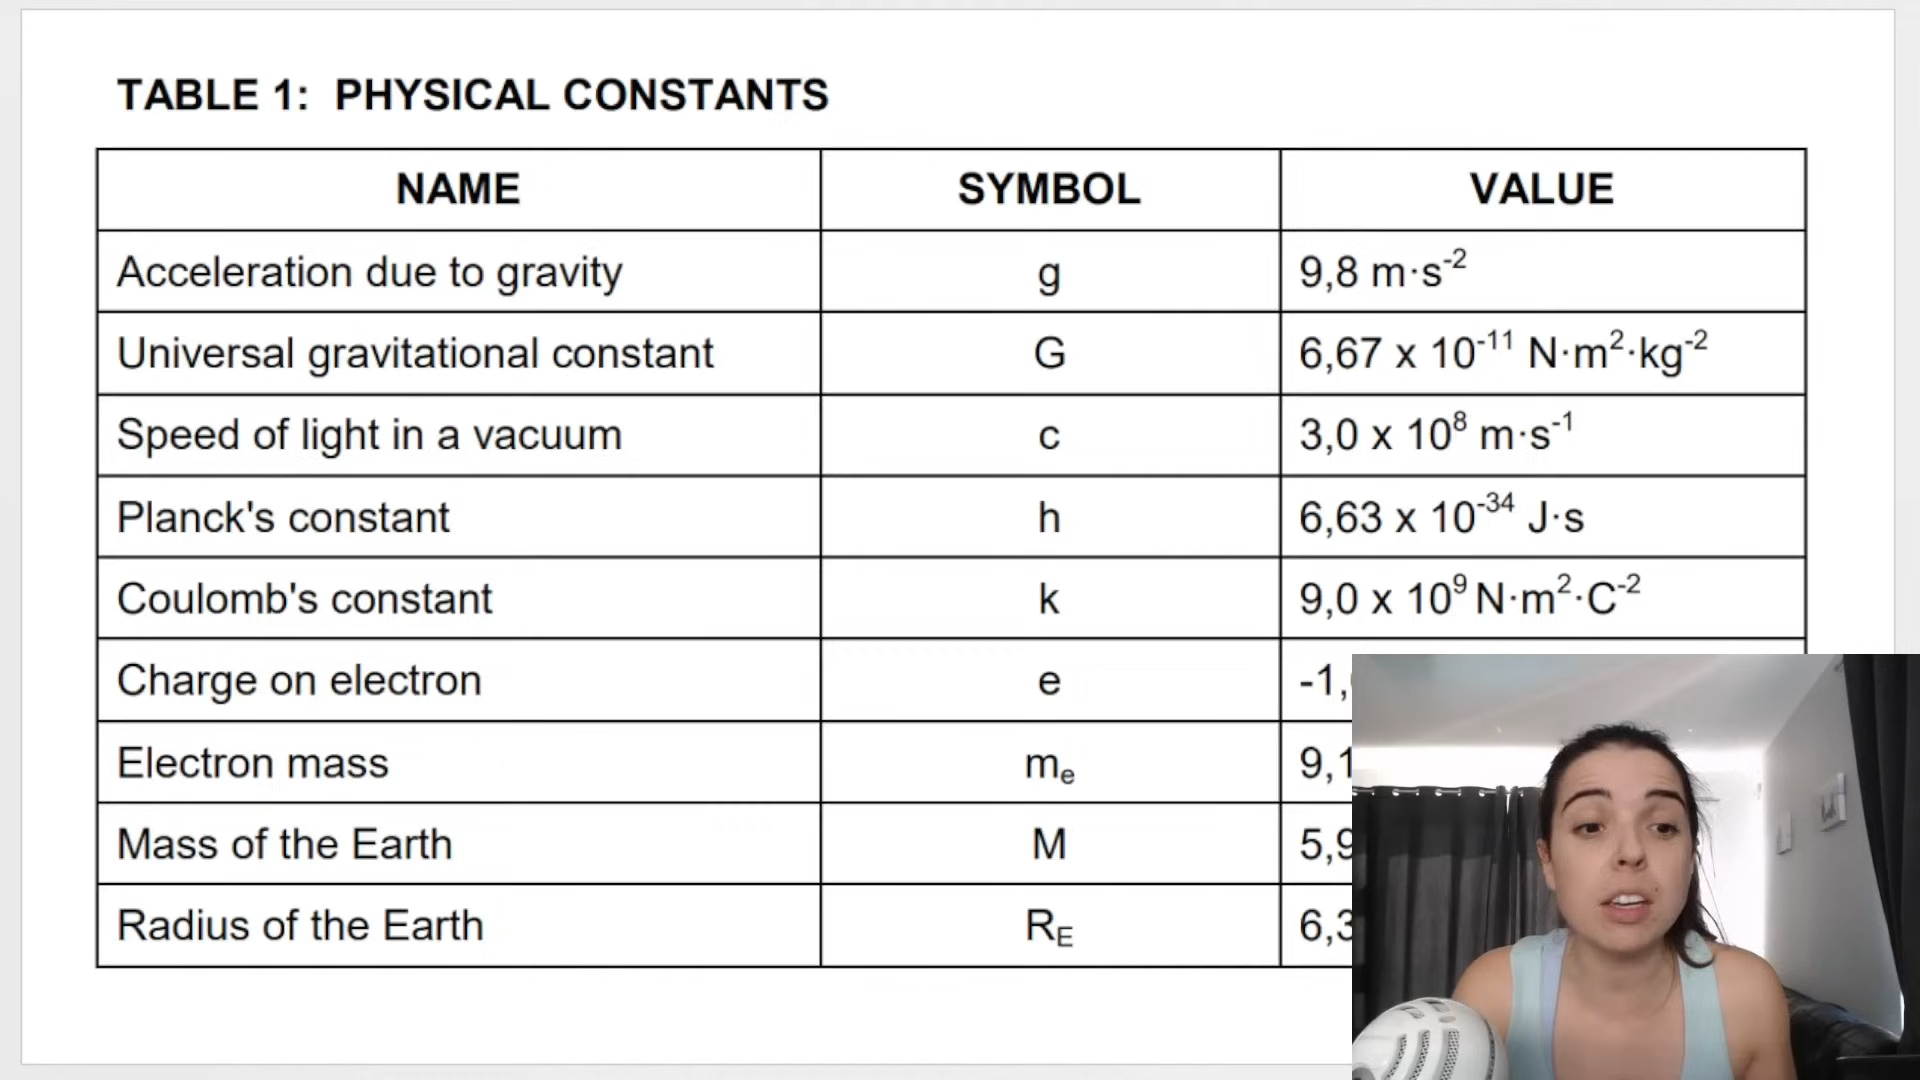 TABLE 1: PHYSICAL CONSTANTS
NAME SYMBOL VALUE
Acceleration due to gravity g 9,8 m·s⁻²
Universal gravitational constant G 6,67 x 10⁻¹¹ N·m²·kg⁻²
Speed of light in a vacuum c 3,0 x 10⁸ m·s⁻¹
Planck's constant h 6,63 x 10⁻³⁴ J·s
Coulomb's constant k 9,0 x 10⁹ N·m²·C⁻²
Charge on electron e -1,
Electron mass mₑ 9,1
Mass of the Earth M 5,9
Radius of the Earth R_E 6,3